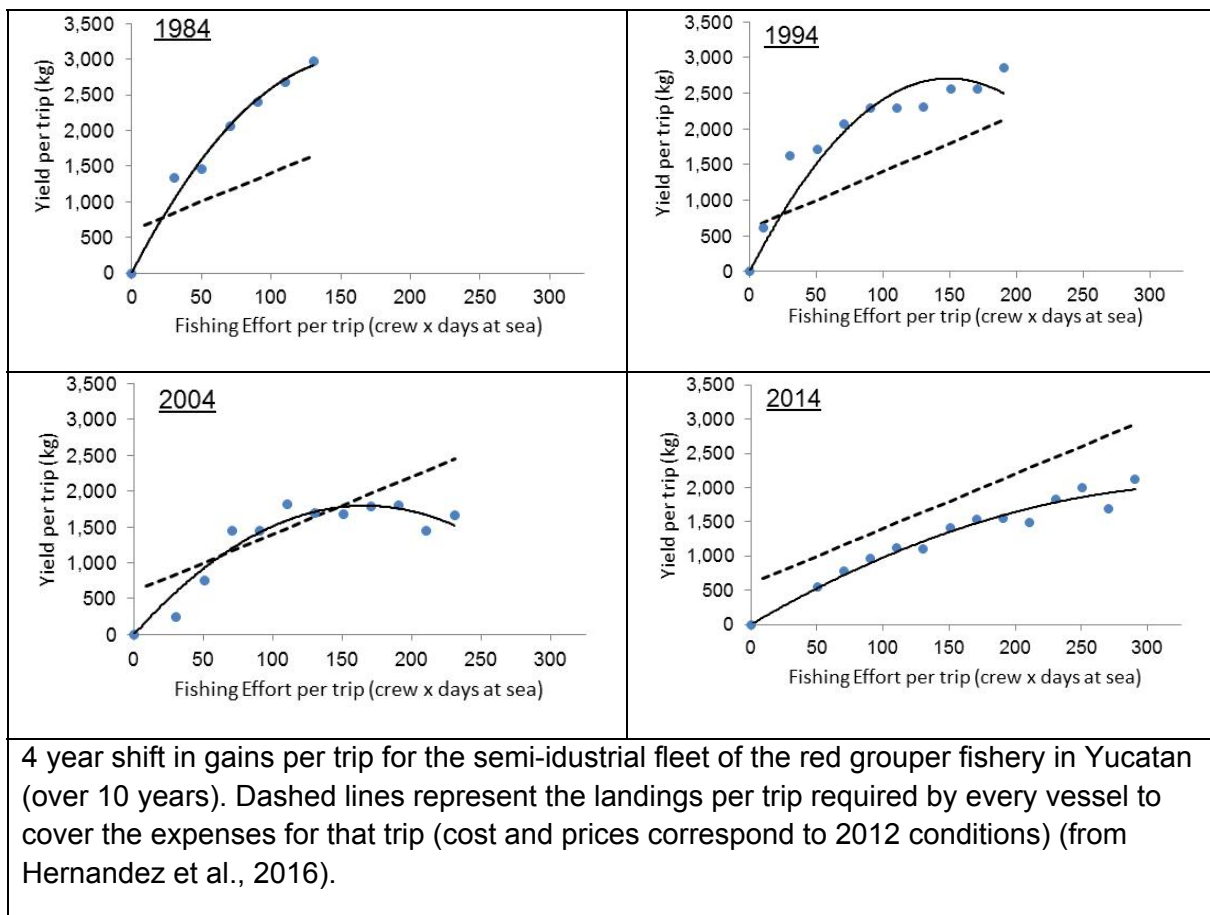 1984
3,500
3,000
2,500
2,000
1,500
1,000
500
0
Yield per trip (kg)
0 50 100 150 200 250 300
Fishing Effort per trip (crew x days at sea)
1994
3,500
3,000
2,500
2,000
1,500
1,000
500
0
Yield per trip (kg)
0 50 100 150 200 250 300
Fishing Effort per trip (crew x days at sea)
2004
3,500
3,000
2,500
2,000
1,500
1,000
500
0
Yield per trip (kg)
0 50 100 150 200 250 300
Fishing Effort per trip (crew x days at sea)
2014
3,500
3,000
2,500
2,000
1,500
1,000
500
0
Yield per trip (kg)
0 50 100 150 200 250 300
Fishing Effort per trip (crew x days at sea)
4 year shift in gains per trip for the semi-idustrial fleet of the red grouper fishery in Yucatan
(over 10 years). Dashed lines represent the landings per trip required by every vessel to
cover the expenses for that trip (cost and prices correspond to 2012 conditions) (from
Hernandez et al., 2016).